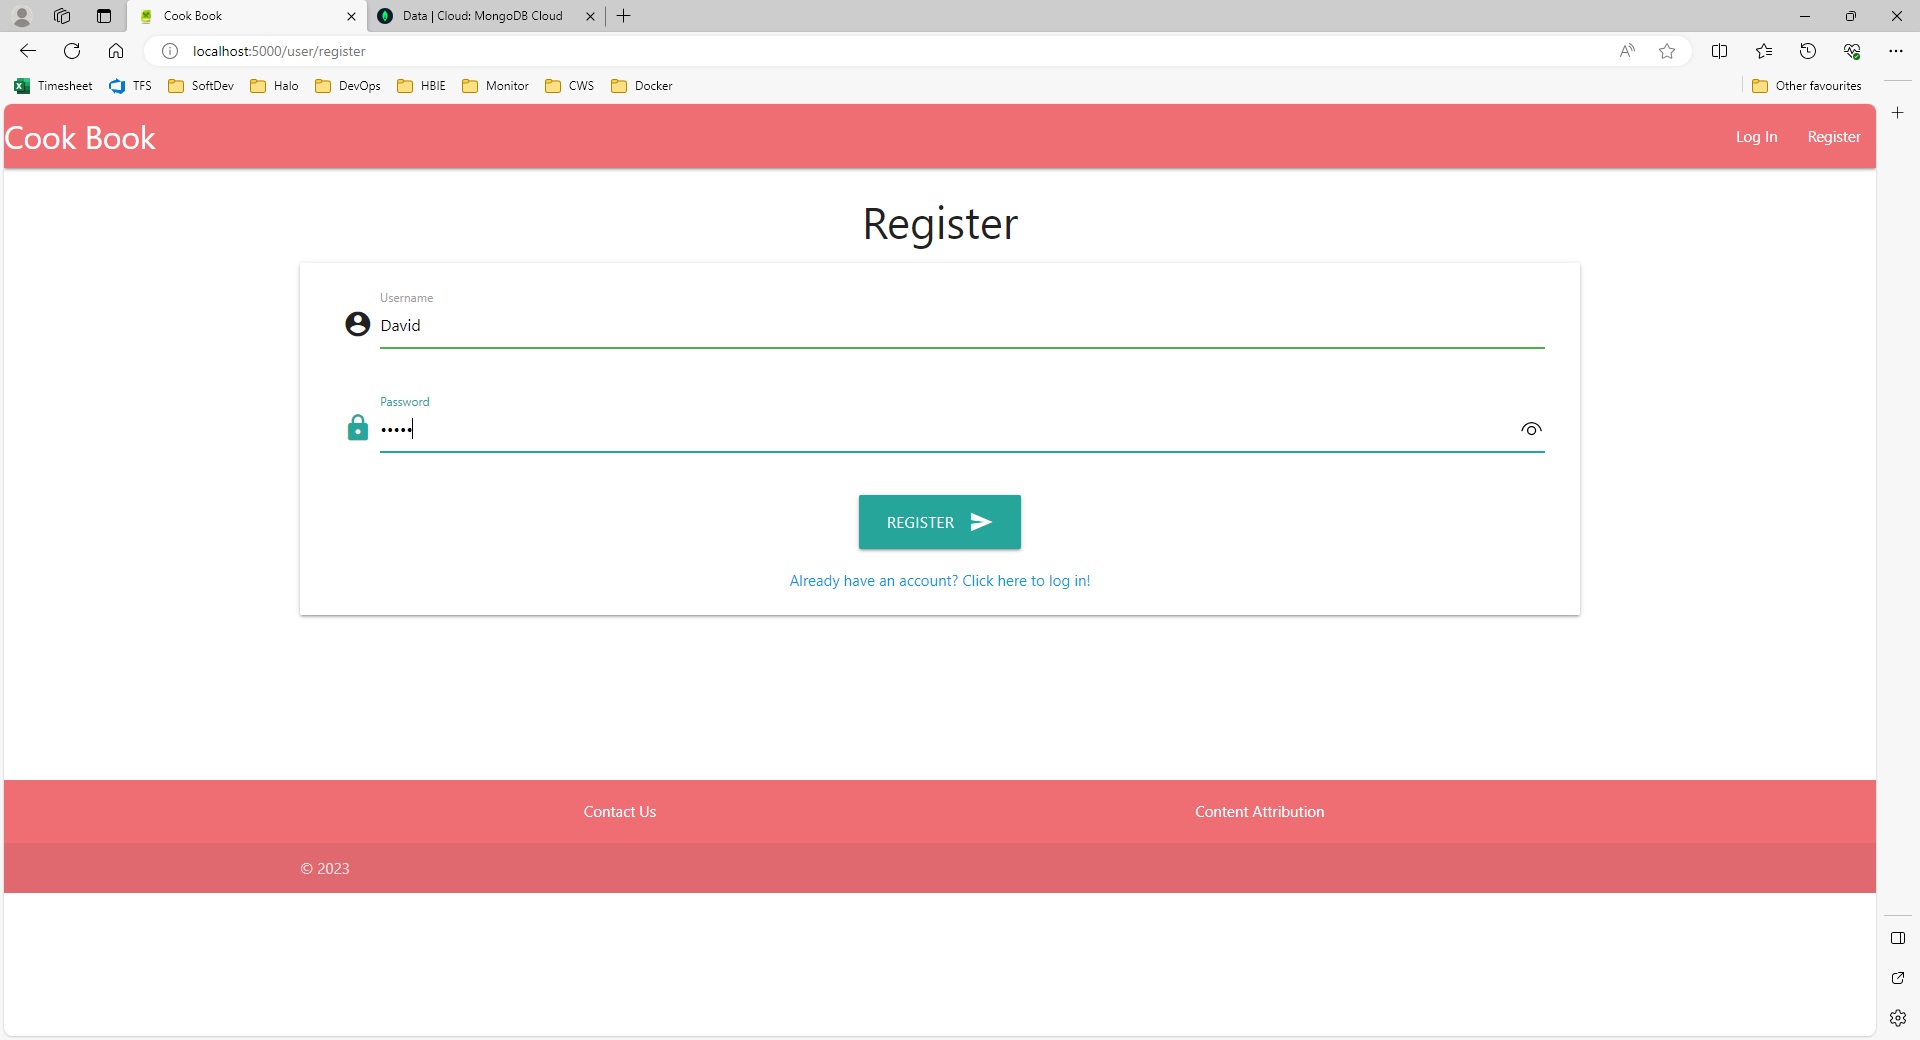 Cook Book
Data | Cloud: MongoDB Cloud
localhost:5000/user/register
Timesheet TFS SoftDev Halo DevOps HBIE Monitor CWS Docker Other favourites
Cook Book Log In Register
Register
Username
David
Password
•••••
REGISTER
Already have an account? Click here to log in!
Contact Us Content Attribution
© 2023